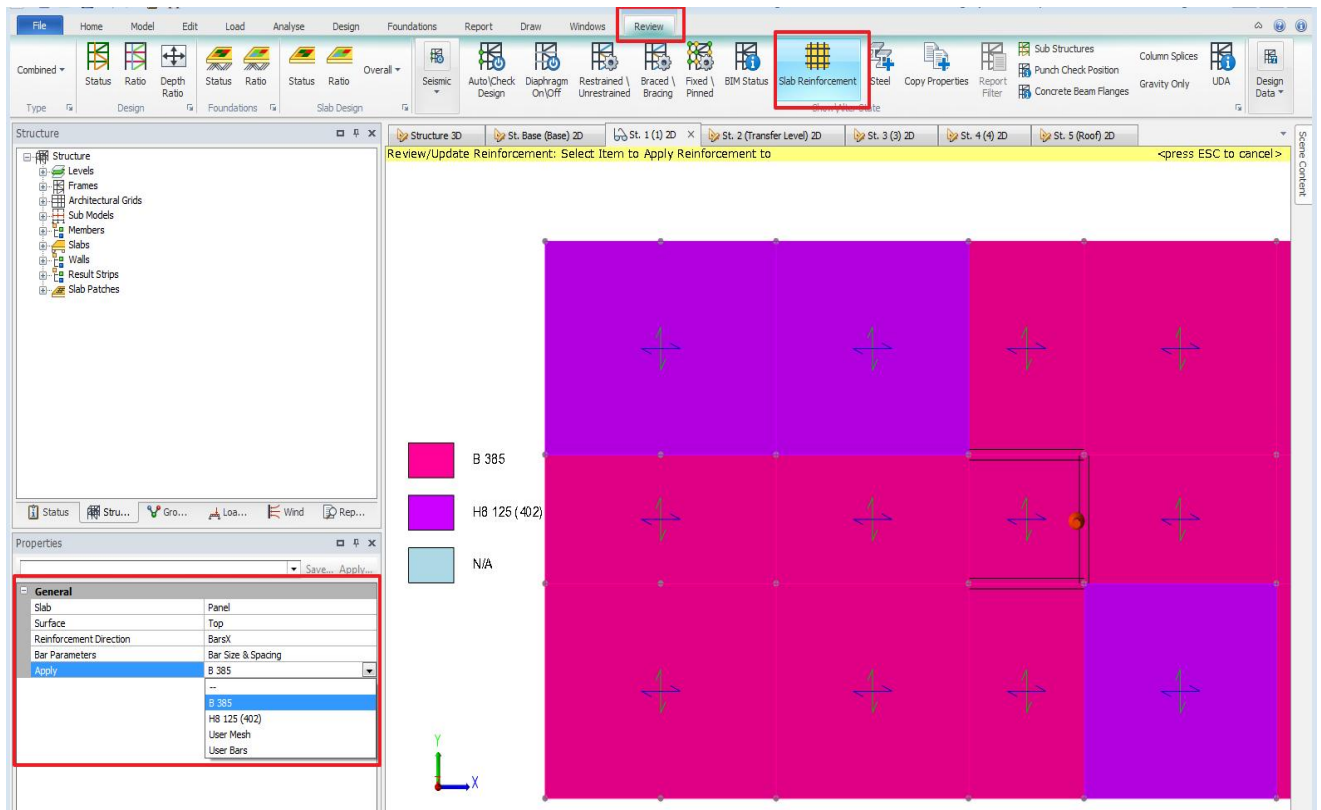 File Home Model Edit Load Analyse Design Foundations Report Draw Windows Review
Combined
Status Ratio Depth Ratio
Status Ratio
Status Ratio Overall
Seismic
Auto\Check Design
Diaphragm On\Off
Restrained \ Unrestrained
Braced \ Bracing
Fixed \ Pinned
BIM Status
Slab Reinforcement
Steel
Copy Properties
Report Filter
Sub Structures
Punch Check Position
Concrete Beam Flanges
Column Splices
Gravity Only
UDA
Design Data
Type Design Foundations Slab Design Show\Alter State
Structure
Structure
Levels
Frames
Architectural Grids
Sub Models
Members
Slabs
Walls
Result Strips
Slab Patches
Status Stru... Gro... Loa... Wind Rep...
Properties
Save... Apply...
General
Slab Panel
Surface Top
Reinforcement Direction BarsX
Bar Parameters Bar Size & Spacing
Apply B 385
--
B 385
H8 125 (402)
User Mesh
User Bars
Structure 3D St. Base (Base) 2D St. 1 (1) 2D St. 2 (Transfer Level) 2D St. 3 (3) 2D St. 4 (4) 2D St. 5 (Roof) 2D
Review/Update Reinforcement: Select Item to Apply Reinforcement to <press ESC to cancel>
B 385
H8 125 (402)
N/A
Y
X
Scene Content